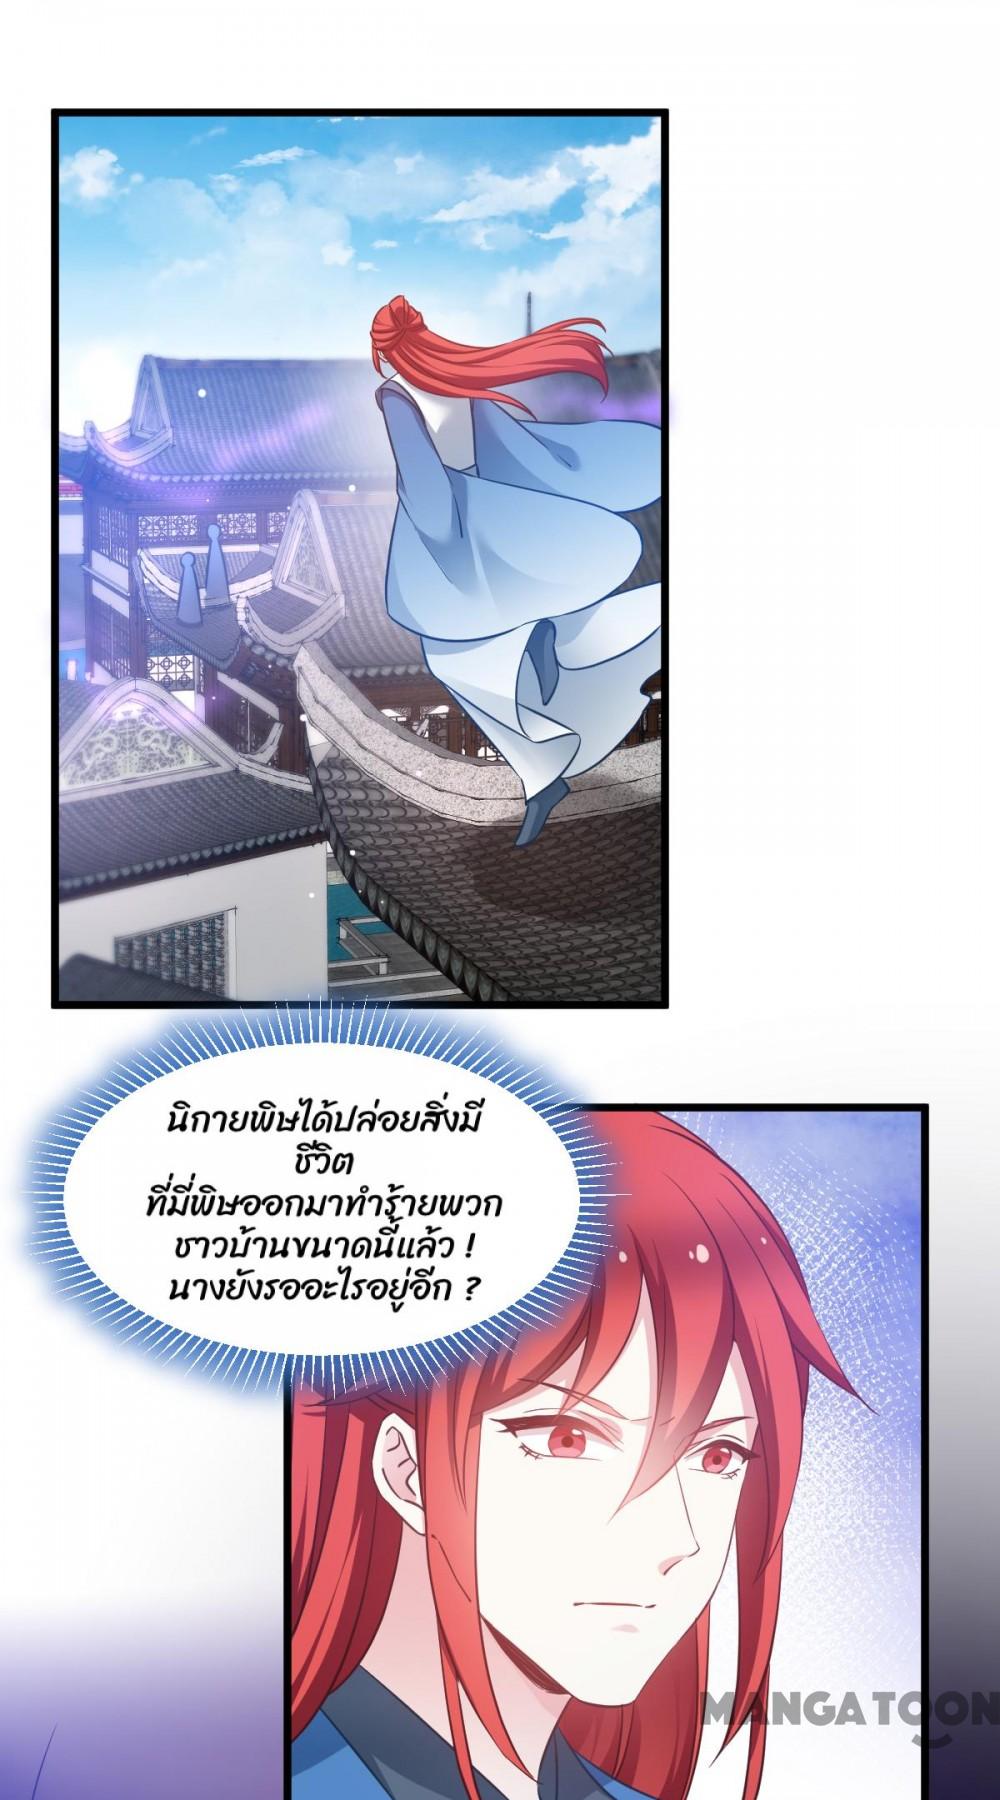 นิกายพิษได้ปล่อยสิ่งมี
ชีวิต
ที่มีพิษออกมาทำร้ายพวก
ชาวบ้านขนาดนี้แล้ว !
นางยังรออะไรอยู่อีก ?
MANGATOON